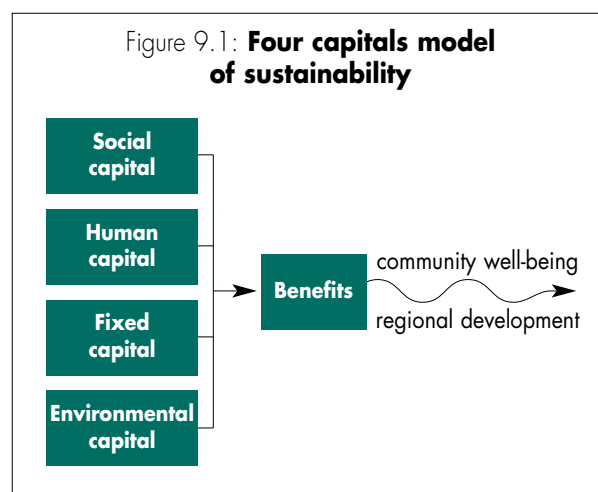 Figure 9.1: Four capitals model
of sustainability
Social
capital
Human
capital
Fixed
capital
Environmental
capital
Benefits
community well-being
regional development